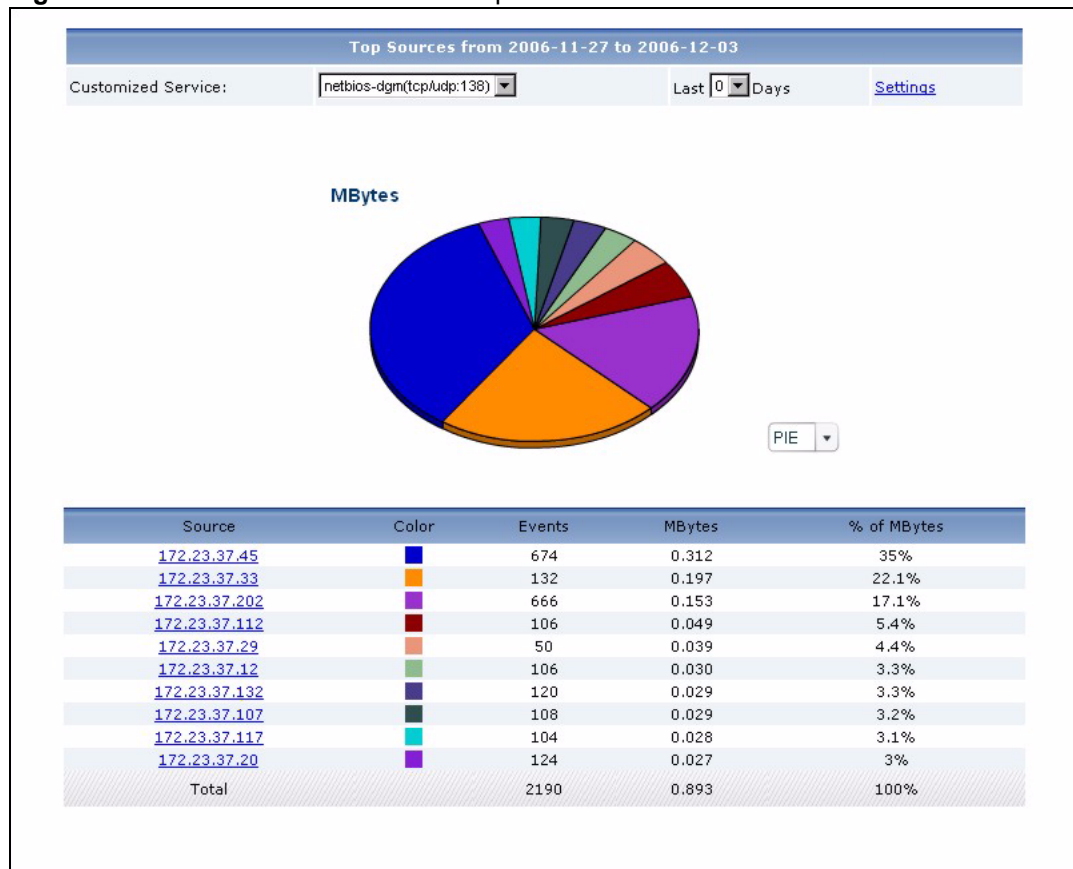 Top Sources from 2006-11-27 to 2006-12-03
Customized Service: netbios-dgm(tcp/udp:138) Last 0 Days Settings
MBytes
PIE
Source Color Events MBytes % of MBytes
172.23.37.45 674 0.312 35%
172.23.37.33 132 0.197 22.1%
172.23.37.202 666 0.153 17.1%
172.23.37.112 106 0.049 5.4%
172.23.37.29 50 0.039 4.4%
172.23.37.12 106 0.030 3.3%
172.23.37.132 120 0.029 3.3%
172.23.37.107 108 0.029 3.2%
172.23.37.117 104 0.028 3.1%
172.23.37.20 124 0.027 3%
Total 2190 0.893 100%